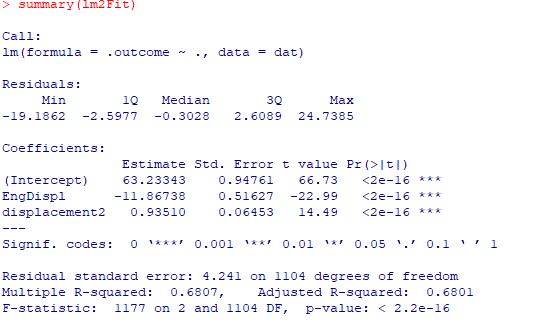 > summary(lm2Fit)
Call:
lm(formula = .outcome ~ ., data = dat)
Residuals:
Min 1Q Median 3Q Max
-19.1862 -2.5977 -0.3028 2.6089 24.7385
Coefficients:
Estimate Std. Error t value Pr(>|t|)
(Intercept) 63.23343 0.94761 66.73 <2e-16 ***
EngDispl -11.86738 0.51627 -22.99 <2e-16 ***
displacement2 0.93510 0.06453 14.49 <2e-16 ***
---
Signif. codes: 0 ‘***’ 0.001 ‘**’ 0.01 ‘*’ 0.05 ‘.’ 0.1 ‘ ’ 1
Residual standard error: 4.241 on 1104 degrees of freedom
Multiple R-squared: 0.6807, Adjusted R-squared: 0.6801
F-statistic: 1177 on 2 and 1104 DF, p-value: < 2.2e-16